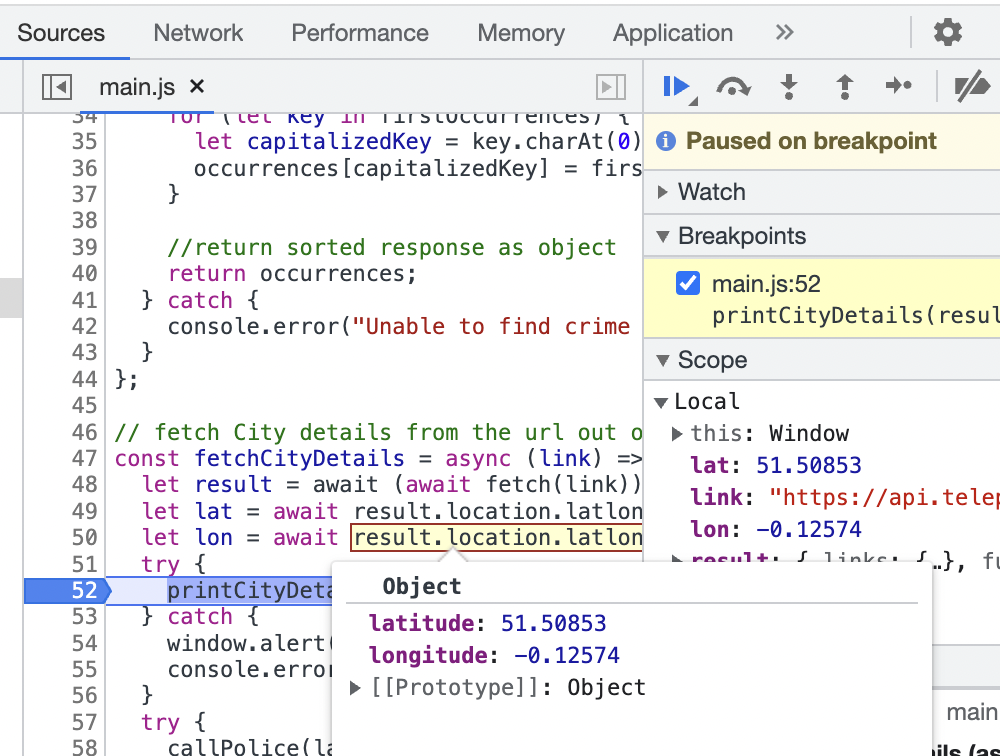 Sources Network Performance Memory Application
main.js
34 for (let key in firstOccurrences) {
35 let capitalizedKey = key.charAt(0)
36 occurrences[capitalizedKey] = firs
37 }
38
39 //return sorted response as object
40 return occurrences;
41 } catch {
42 console.error("Unable to find crime
43 }
44 };
45
46 // fetch City details from the url out o
47 const fetchCityDetails = async (link) =>
48 let result = await (await fetch(link))
49 let lat = await result.location.latlon
50 let lon = await result.location.latlon
51 try {
52 printCityDeta
53 } catch {
54 window.alert(
55 console.error
56 }
57 try {
58 callPolice(la
Object
latitude: 51.50853
longitude: -0.12574
[[Prototype]]: Object
Paused on breakpoint
Watch
Breakpoints
main.js:52
printCityDetails(resul
Scope
Local
this: Window
lat: 51.50853
link: "https://api.telep
lon: -0.12574
result: {_links: {…}, fu
main
ils (as